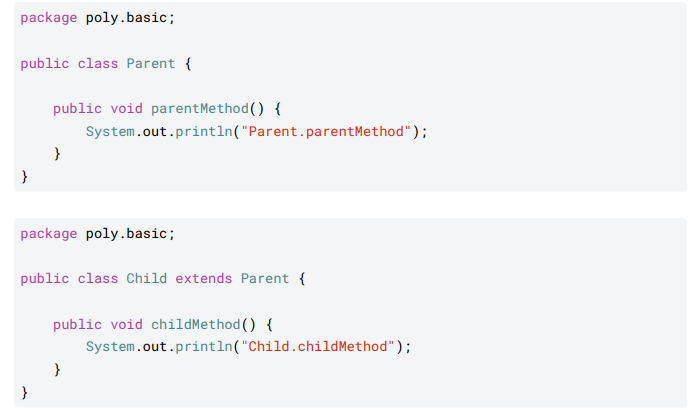 package poly.basic;
public class Parent {
    public void parentMethod() {
        System.out.println("Parent.parentMethod");
    }
}
package poly.basic;
public class Child extends Parent {
    public void childMethod() {
        System.out.println("Child.childMethod");
    }
}